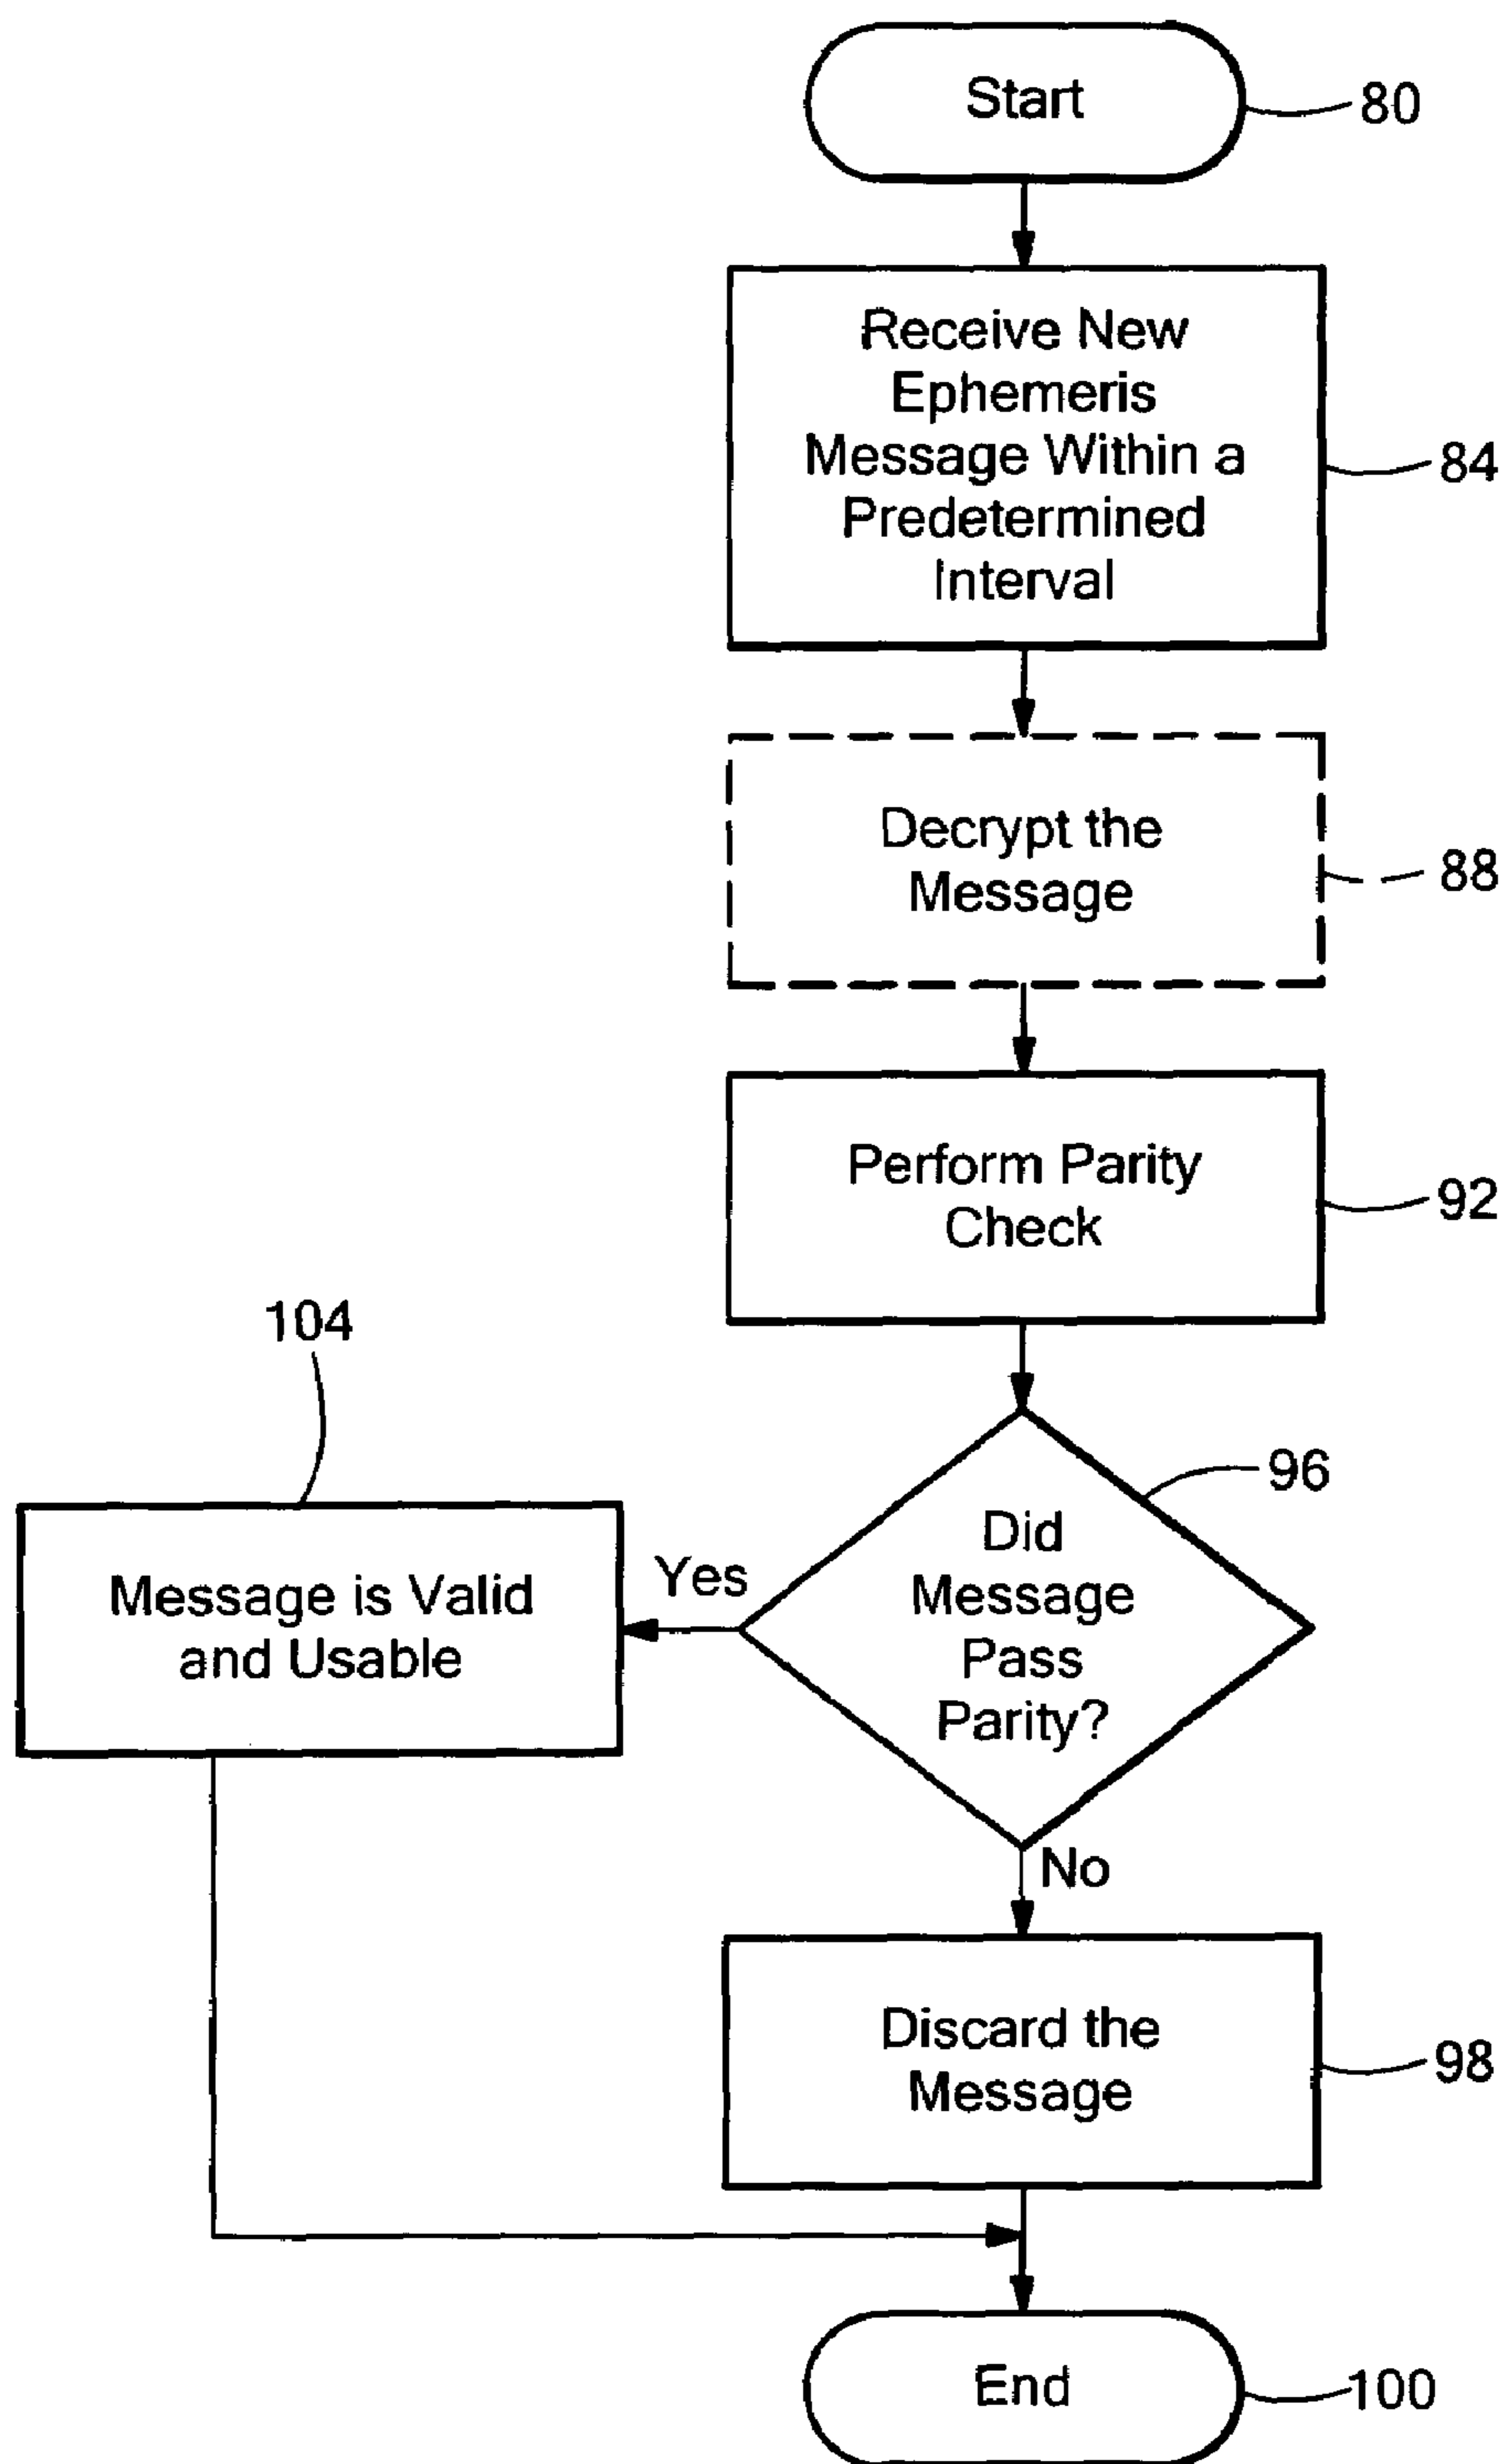 Start
80
Receive New
Ephemeris
Message Within a
Predetermined
Interval
84
Decrypt the
Message
88
Perform Parity
Check
92
104
96
Did
Message
Pass
Parity?
Yes
Message is Valid
and Usable
No
Discard the
Message
98
End
100